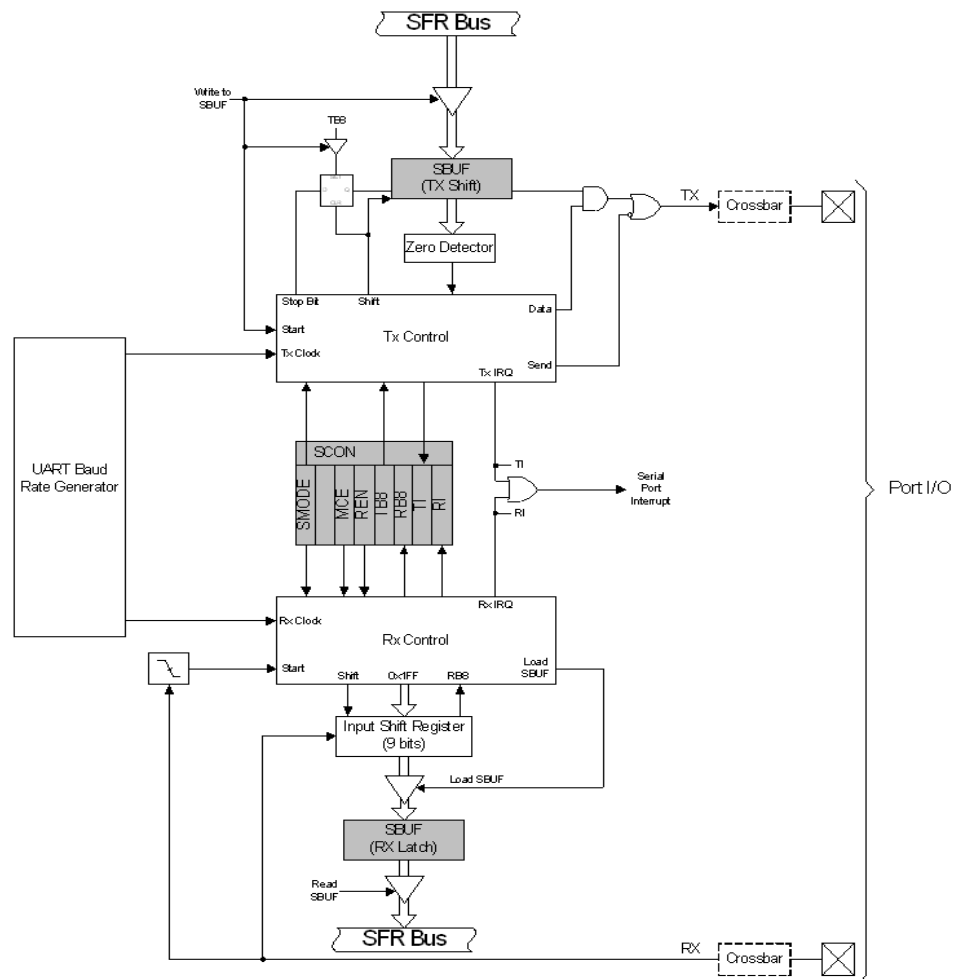 SFR Bus
Write to
SBUF
TB8
SBUF
(TX Shift)
TX
Crossbar
Zero Detector
Stop Bit
Shift
Data
Start
Tx Control
Tx Clock
Send
Tx IRQ
UART Baud
Rate Generator
SCON
SMODE
MCE
REN
TB8
RB8
TI
RI
TI
Serial
Port
Interrupt
RI
Port I/O
Rx IRQ
Rx Clock
Rx Control
Start
Load
SBUF
Shift
0x1FF
RB8
Input Shift Register
(9 bits)
Load SBUF
SBUF
(RX Latch)
Read
SBUF
SFR Bus
RX
Crossbar